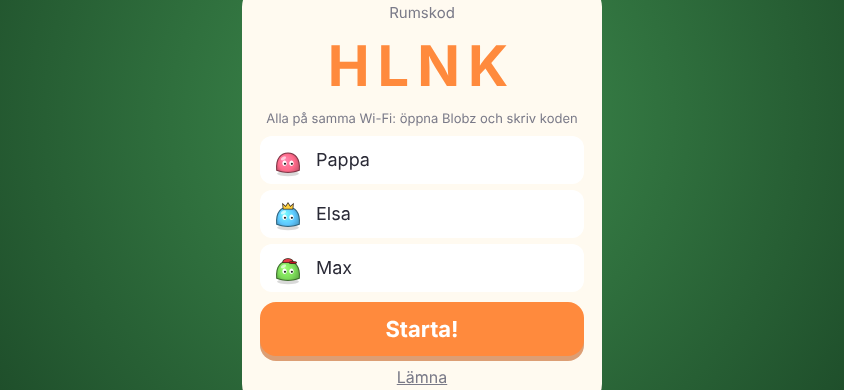 Rumskod
HLNK
Alla på samma Wi-Fi: öppna Blobz och skriv koden
Pappa
Elsa
Max
Starta!
Lämna